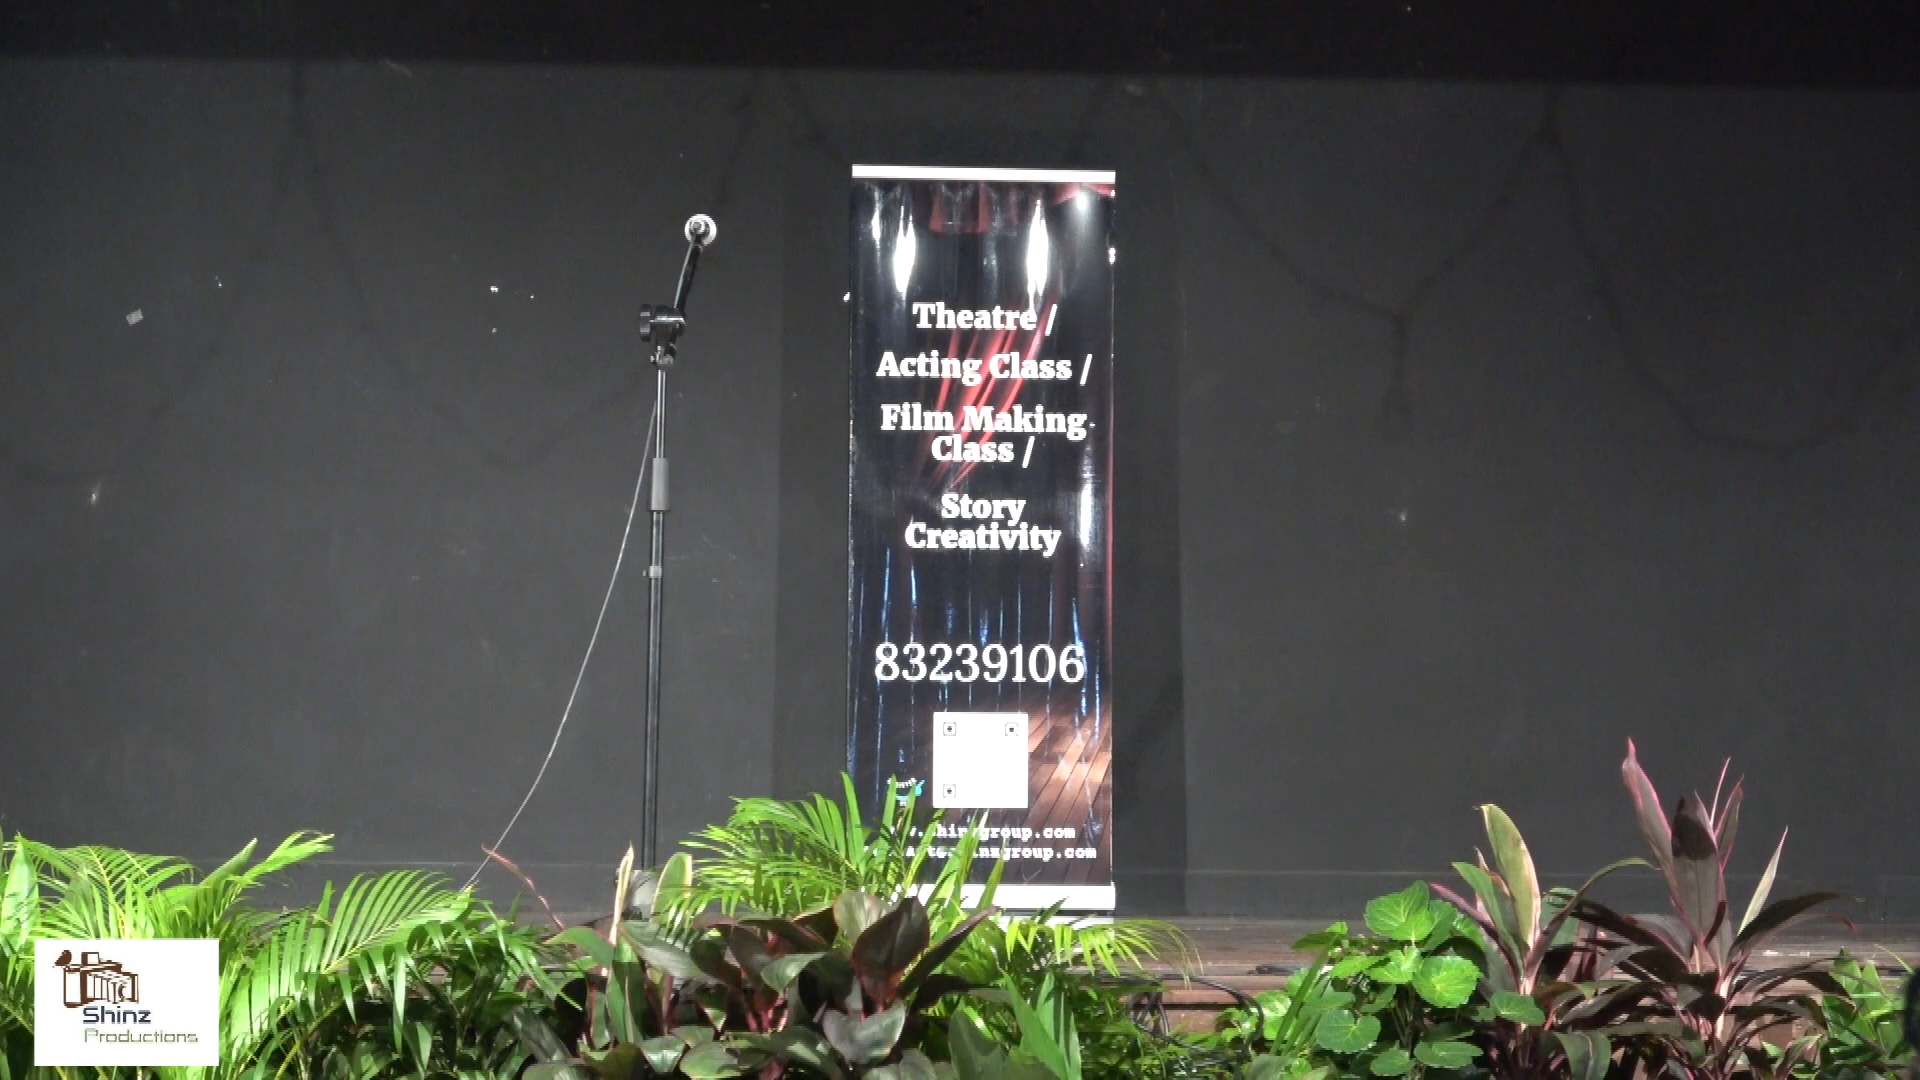 Theatre /
Acting Class /
Film Making
Class /
Story
Creativity
83239106
Shinz
Productions